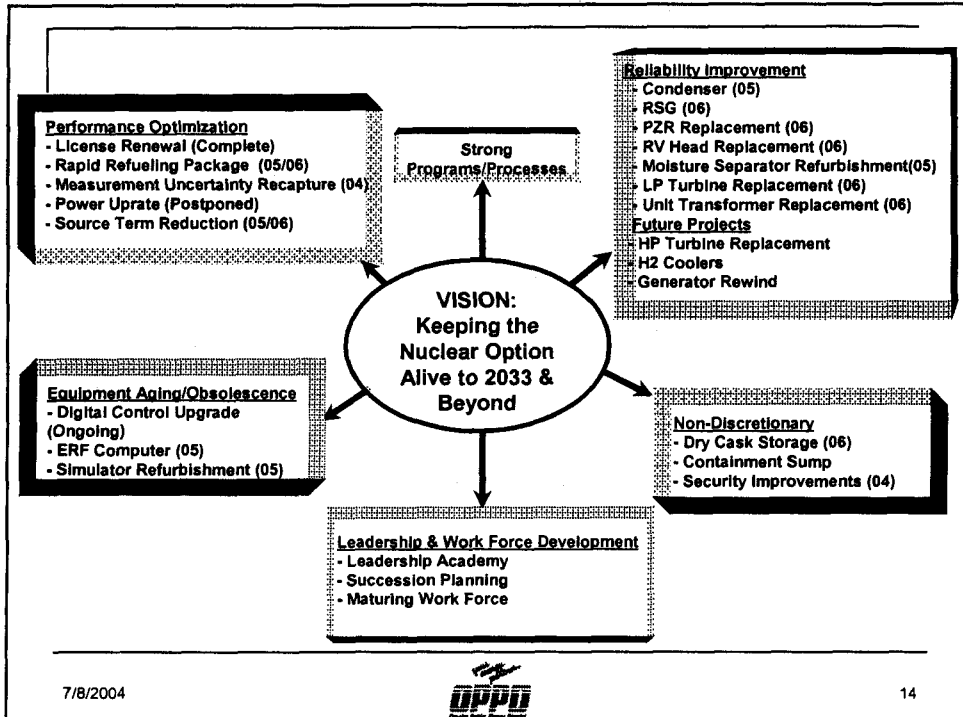 Performance Optimization
- License Renewal (Complete)
- Rapid Refueling Package (05/06)
- Measurement Uncertainty Recapture (04)
- Power Uprate (Postponed)
- Source Term Reduction (05/06)
Strong
Programs/Processes
Reliability Improvement
- Condenser (05)
- RSG (06)
- PZR Replacement (06)
- RV Head Replacement (06)
Moisture Separator Refurbishment(05)
- LP Turbine Replacement (06)
- Unit Transformer Replacement (06)
Future Projects
- HP Turbine Replacement
- H2 Coolers
- Generator Rewind
VISION:
Keeping the
Nuclear Option
Alive to 2033 &
Beyond
Equipment Aging/Obsolescence
- Digital Control Upgrade
(Ongoing)
- ERF Computer (05)
- Simulator Refurbishment (05)
Non-Discretionary
- Dry Cask Storage (06)
- Containment Sump
- Security Improvements (04)
Leadership & Work Force Development
- Leadership Academy
- Succession Planning
- Maturing Work Force
7/8/2004
OPPD
14